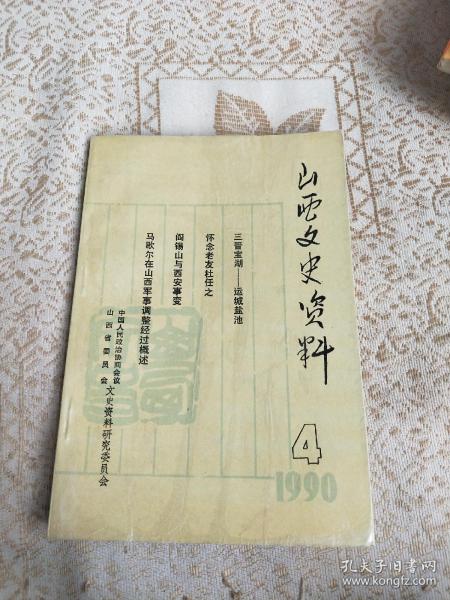 山西文史资料
4
1990
三晋宝湖——运城盐池
怀念老友杜任之
阎锡山与西安事变
马歇尔在山西军事调整经过概述
中国人民政治协商会议
山西省委员会
文史资料研究委员会
孔夫子旧书网
www.kongfz.com